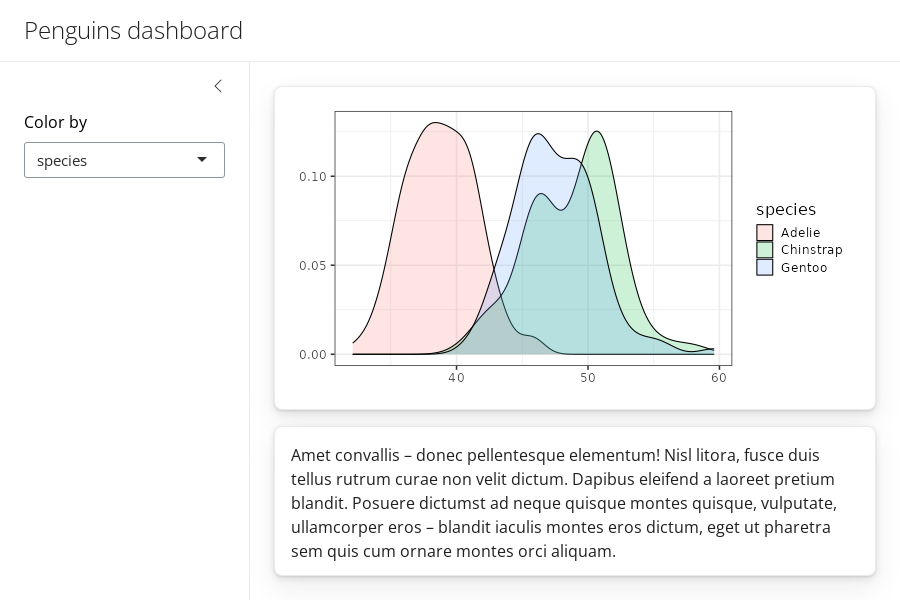 Penguins dashboard
Color by
species
0.10
0.05
0.00
40 50 60
species
Adelie
Chinstrap
Gentoo
Amet convallis – donec pellentesque elementum! Nisl litora, fusce duis
tellus rutrum curae non velit dictum. Dapibus eleifend a laoreet pretium
blandit. Posuere dictumst ad neque quisque montes quisque, vulputate,
ullamcorper eros – blandit iaculis montes eros dictum, eget ut pharetra
sem quis cum ornare montes orci aliquam.